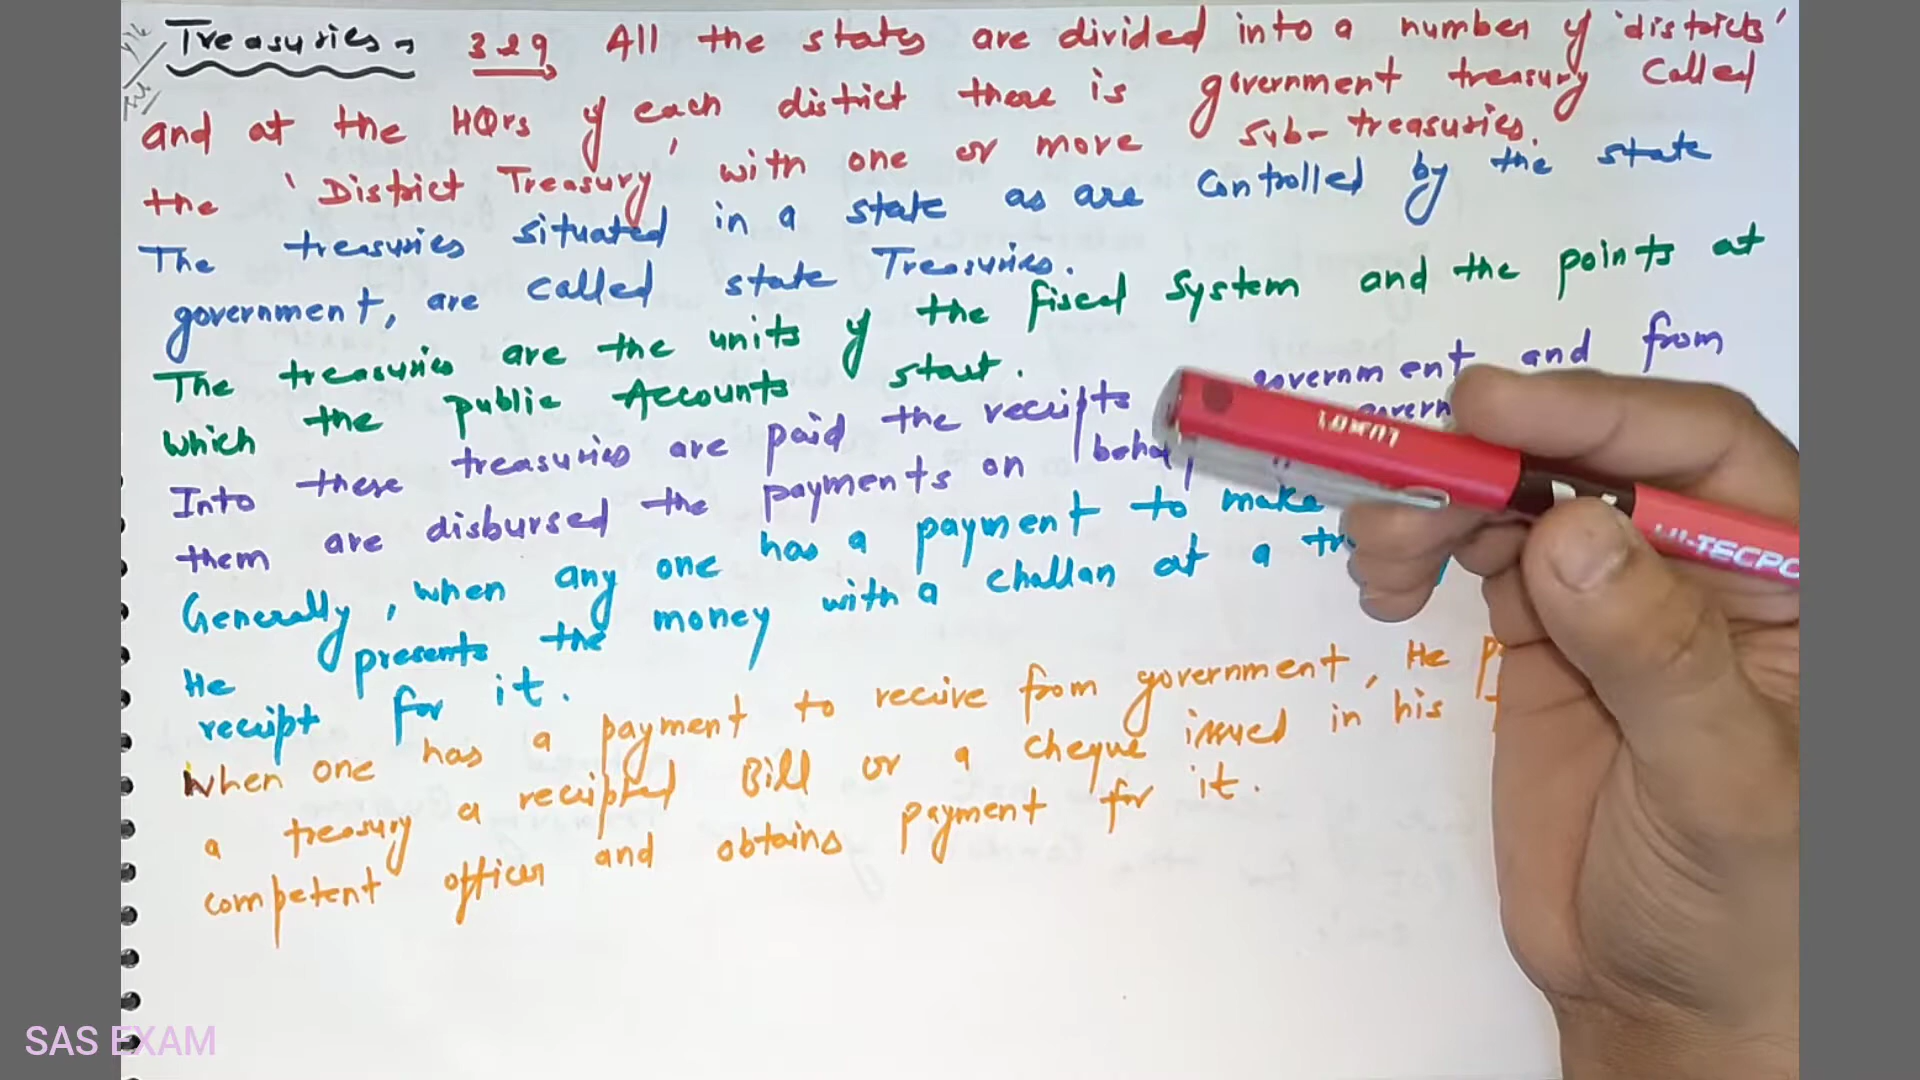 Treasuries → 329 All the states are divided into a number of 'districts'
and at the HQrs of each district there is government treasury called
the 'District Treasury' with one or more sub-treasuries.
The treasuries situated in a state as are controlled by the state
government, are called state Treasuries.
The treasuries are the units of the fiscal system and the points at
which the public Accounts start.
Into these treasuries are paid the receipts government and from
them are disbursed the payments on
Generally, when any one has a payment to make
He presents the money with a challan at a
receipt for it.
When one has a payment to receive from government, He
a treasury a receipted Bill or a cheque issued in his
competent officer and obtains payment for it.
LUXOR
HI-TECPO
SAS EXAM